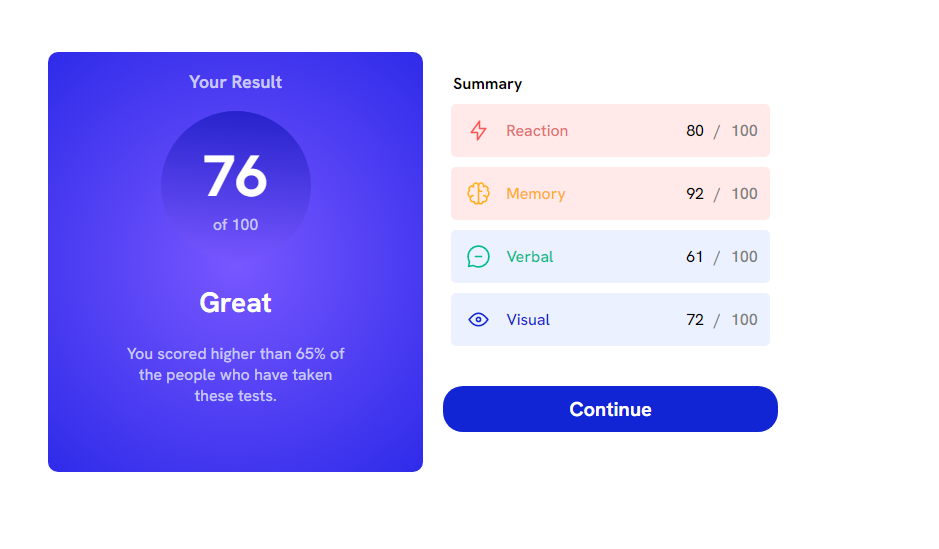 Your Result
76
of 100
Great
You scored higher than 65% of
the people who have taken
these tests.
Summary
Reaction 80 / 100
Memory 92 / 100
Verbal 61 / 100
Visual 72 / 100
Continue